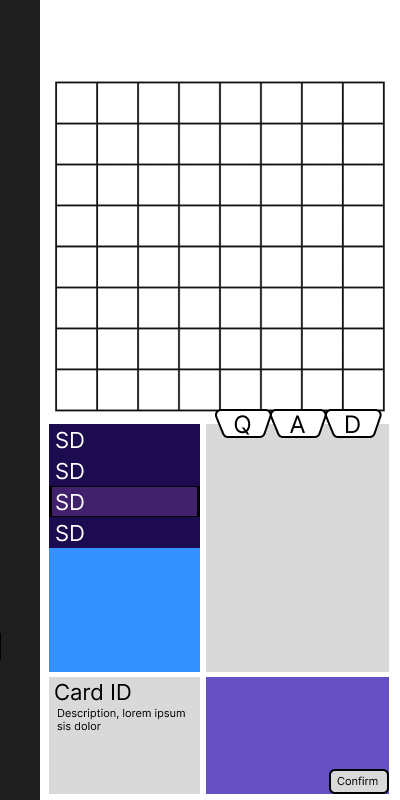 Q A D
SD
SD
SD
SD
Card ID
Description, lorem ipsum
sis dolor
Confirm